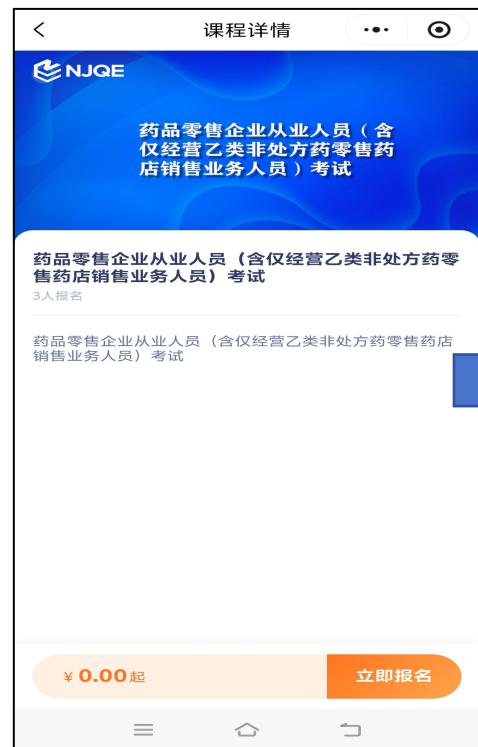 课程详情
NJQE
药品零售企业从业人员（含
仅经营乙类非处方药零售药
店销售业务人员）考试
药品零售企业从业人员（含仅经营乙类非处方药零
售药店销售业务人员）考试
3人报名
药品零售企业从业人员（含仅经营乙类非处方药零售药店
销售业务人员）考试
¥ 0.00起
立即报名